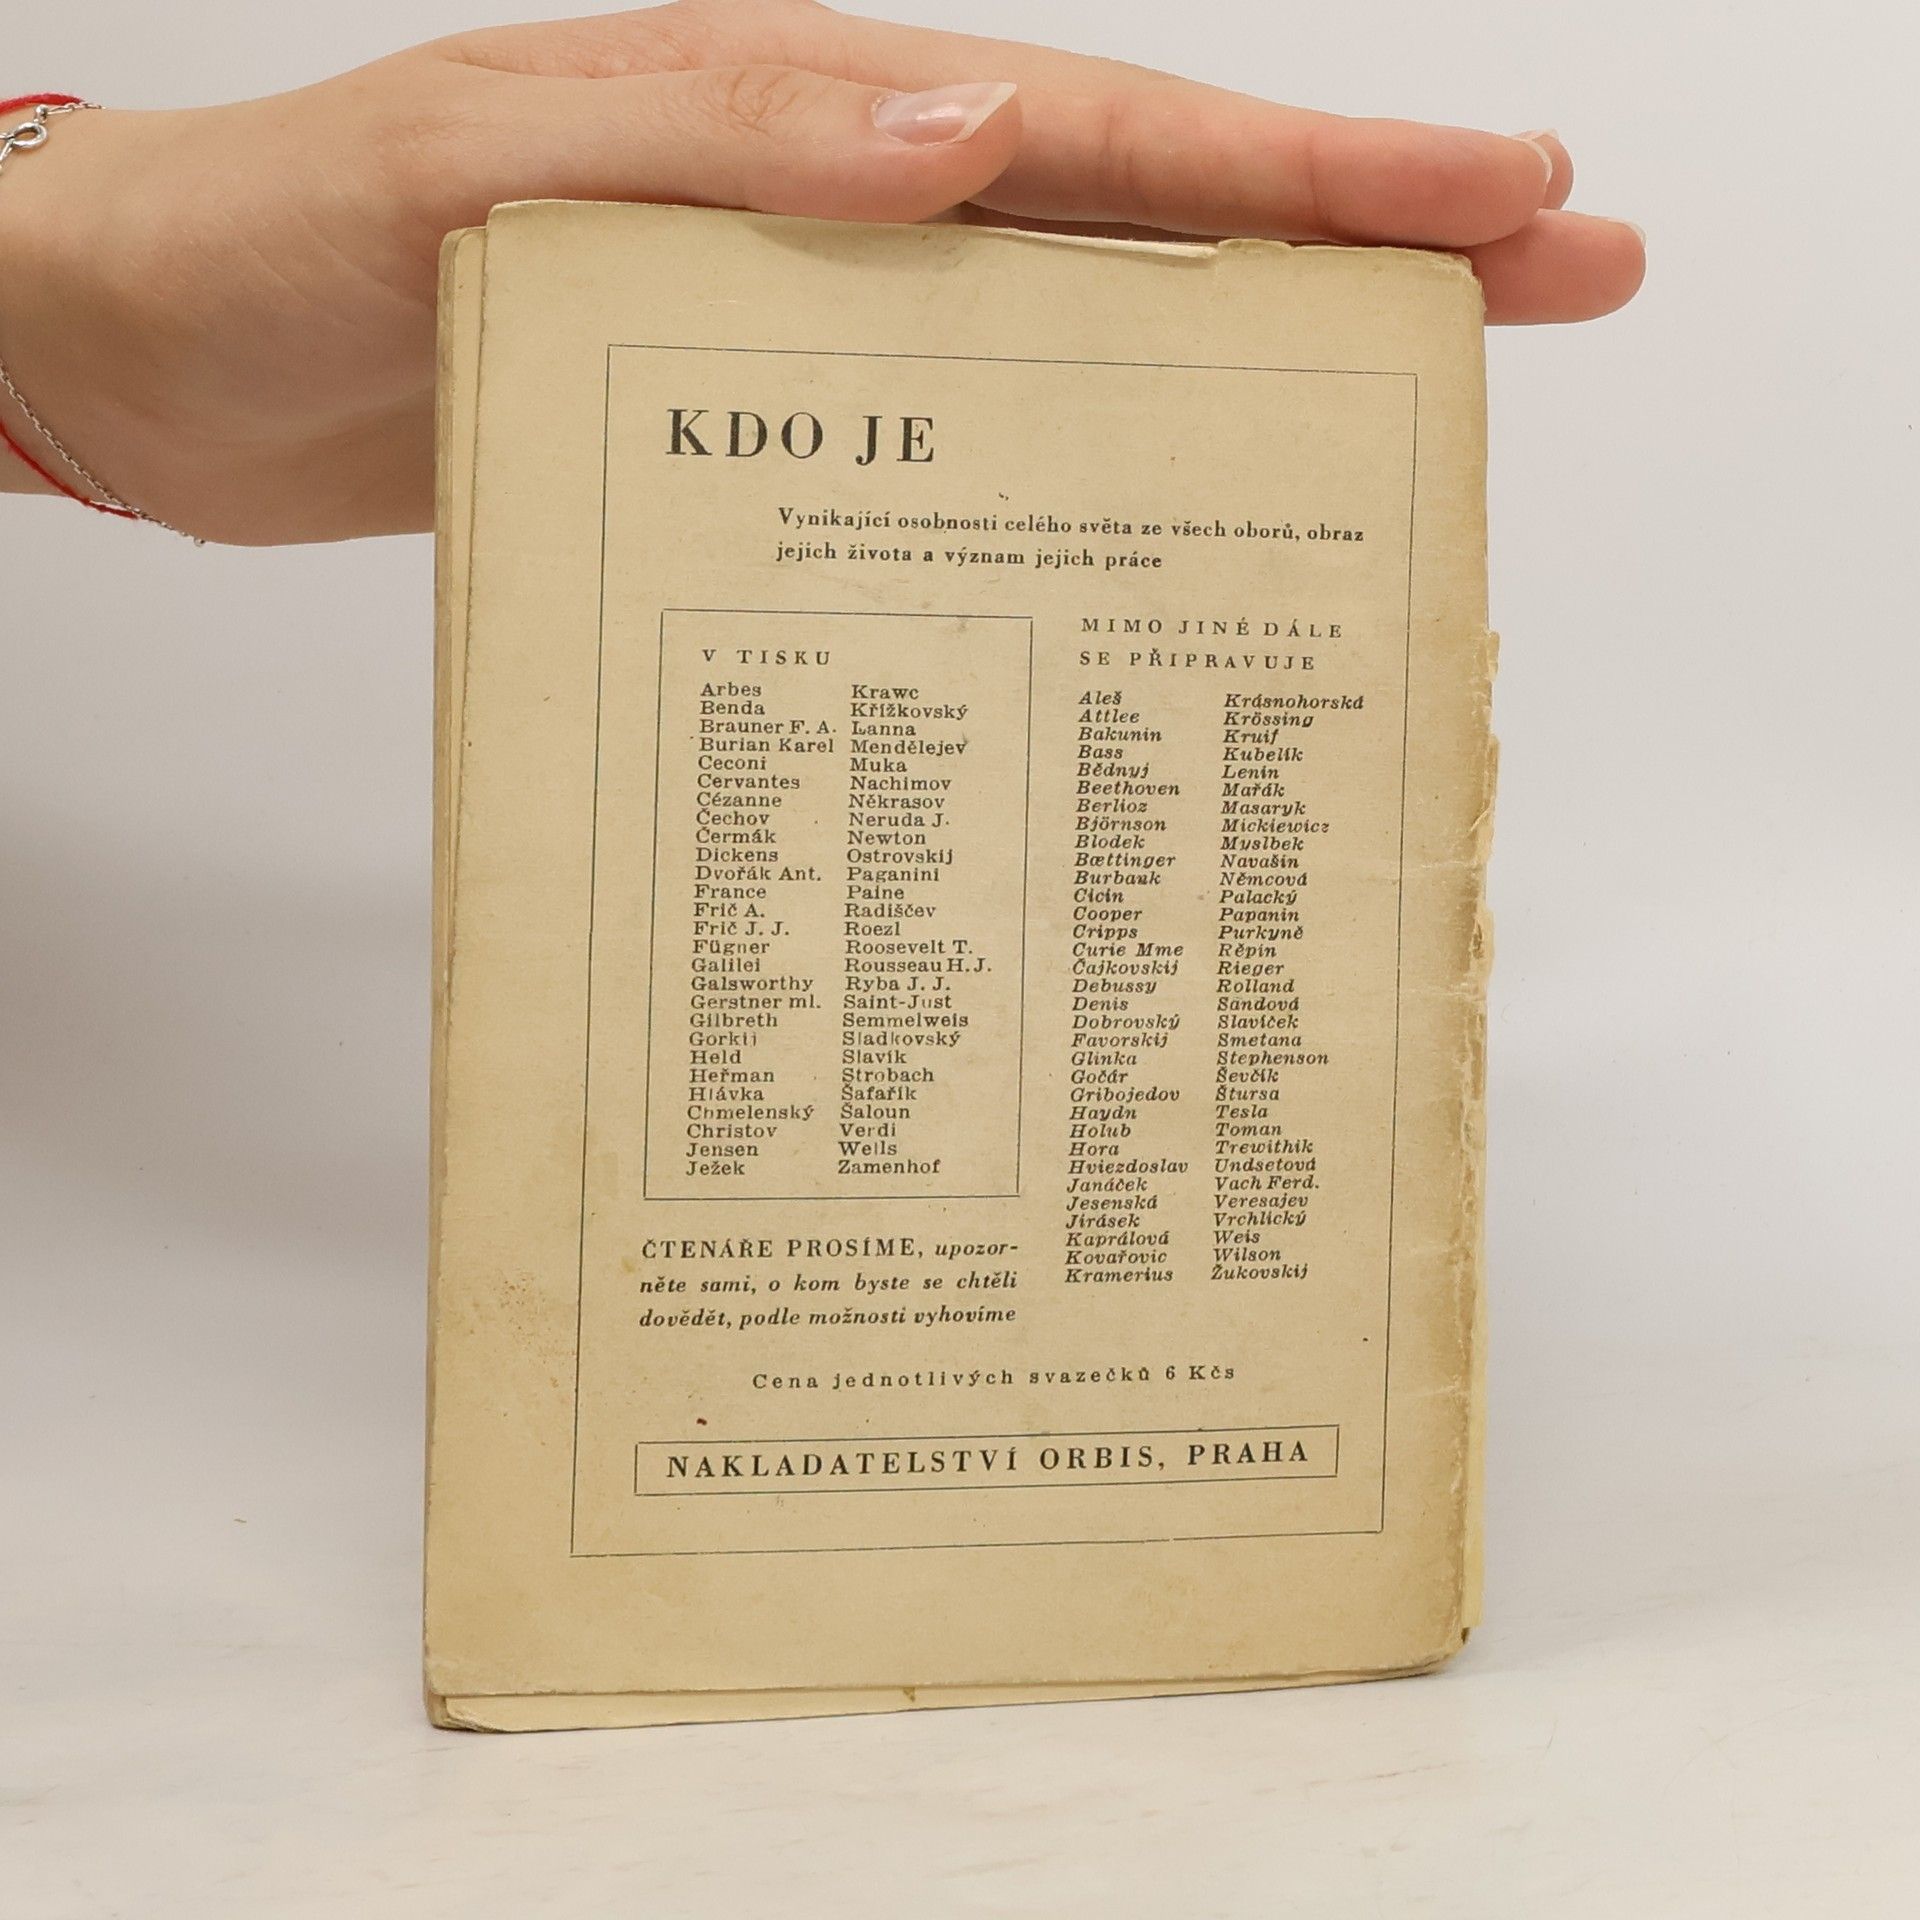 KDO JE
Vynikající osobnosti celého světa ze všech oborů, obraz
jejich života a význam jejich práce
V TISKU
Arbes
Benda
Brauner F. A.
Burian Karel
Ceconi
Cervantes
Cézanne
Čechov
Čermák
Dickens
Dvořák Ant.
France
Frič A.
Frič J. J.
Fügner
Galilei
Galsworthy
Gerstner ml.
Gilbreth
Gorkij
Held
Heřman
Hlávka
Chmelenský
Christov
Jensen
Ježek
Krawc
Křížkovský
Lanna
Mendělejev
Muka
Nachimov
Někrasov
Neruda J.
Newton
Ostrovskij
Paganini
Paine
Radiščev
Roezl
Roosevelt T.
Rousseau H. J.
Ryba J. J.
Saint-Just
Semmelweis
Sladkovský
Slavík
Strobach
Šafařík
Šaloun
Verdi
Wells
Zamenhof
ČTENÁŘE PROSÍME, upozor-
něte sami, o kom byste se chtěli
dovědět, podle možnosti vyhovíme
MIMO JINÉ DÁLE
SE PŘIPRAVUJE
Aleš
Attlee
Bakunin
Bass
Bědnyj
Beethoven
Berlioz
Björnson
Blodek
Bœttinger
Burbank
Cicin
Cooper
Cripps
Curie Mme
Čajkovskij
Debussy
Denis
Dobrovský
Favorskij
Glinka
Gočár
Gribojedov
Haydn
Holub
Hora
Hviezdoslav
Janáček
Jesenská
Jirásek
Kaprálová
Kovařovic
Kramerius
Krásnohorská
Krössing
Kruif
Kubelík
Lenin
Mařák
Masaryk
Mickiewicz
Myslbek
Navašin
Němcová
Palacký
Papanin
Purkyně
Rěpin
Rieger
Rolland
Sandová
Slavíček
Smetana
Stephenson
Ševčík
Štursa
Tesla
Toman
Trewithik
Undsetová
Vach Ferd.
Veresajev
Vrchlický
Weis
Wilson
Žukovskij
Cena jednotlivých svazečků 6 Kčs
NAKLADATELSTVÍ ORBIS, PRAHA